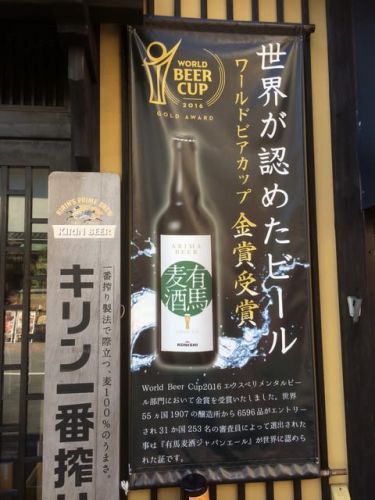 WORLD
BEER
CUP
2016
GOLD AWARD
世界が認めたビール
ワールドビアカップ 金賞受賞
ARIMA
BEER
有馬
麦酒
KONISHI
World Beer Cup2016 エクスペリメンタルビー
ル部門において金賞を受賞いたしました。世界
55ヵ国1907の醸造所から6596品がエントリー
され31か国253名の審査員によって選出された
事は『有馬麦酒ジャパンエール』が世界に認めら
れた証です。
KIRIN'S PRIME BREW
KIRIN BEER
一番搾り製法で際立つ、麦100%のうまさ。
キリン一番搾り